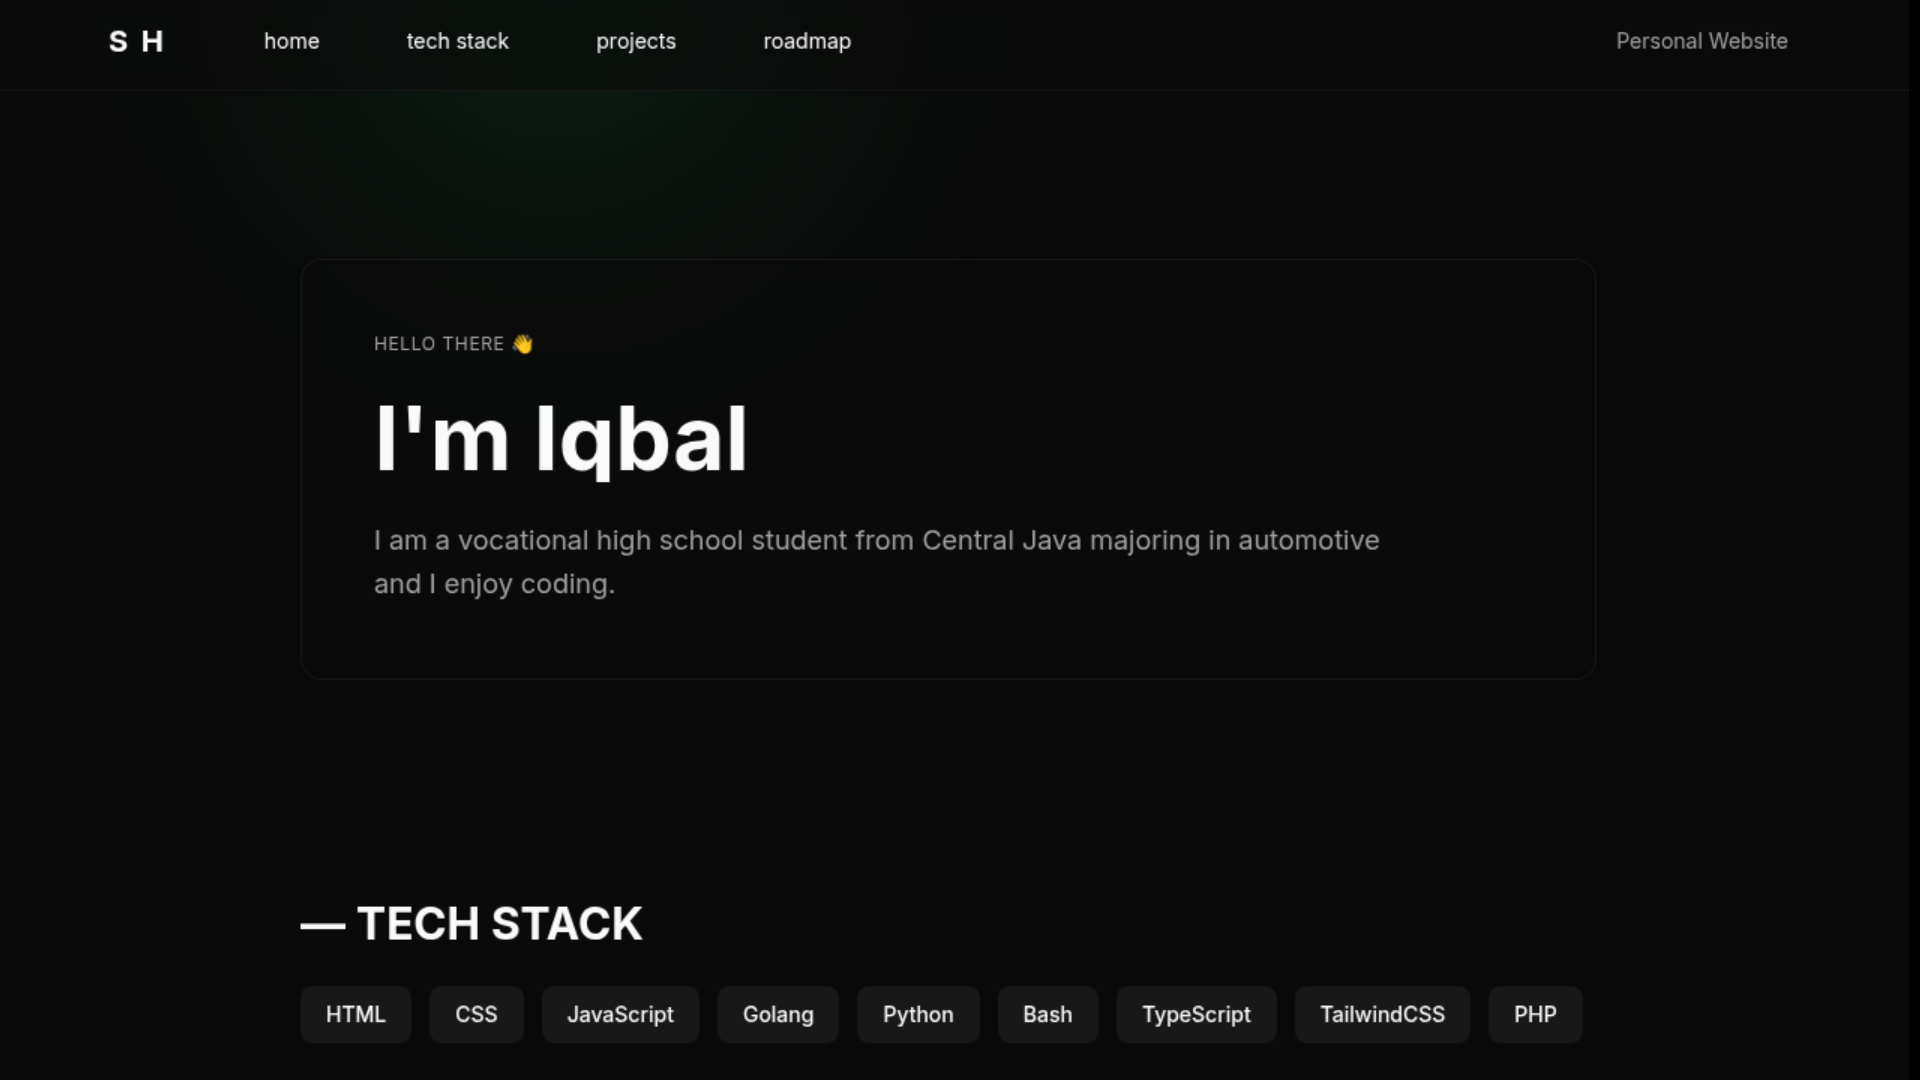 S H
home
tech stack
projects
roadmap
Personal Website
HELLO THERE 👋
I'm Iqbal
I am a vocational high school student from Central Java majoring in automotive
and I enjoy coding.
— TECH STACK
HTML
CSS
JavaScript
Golang
Python
Bash
TypeScript
TailwindCSS
PHP